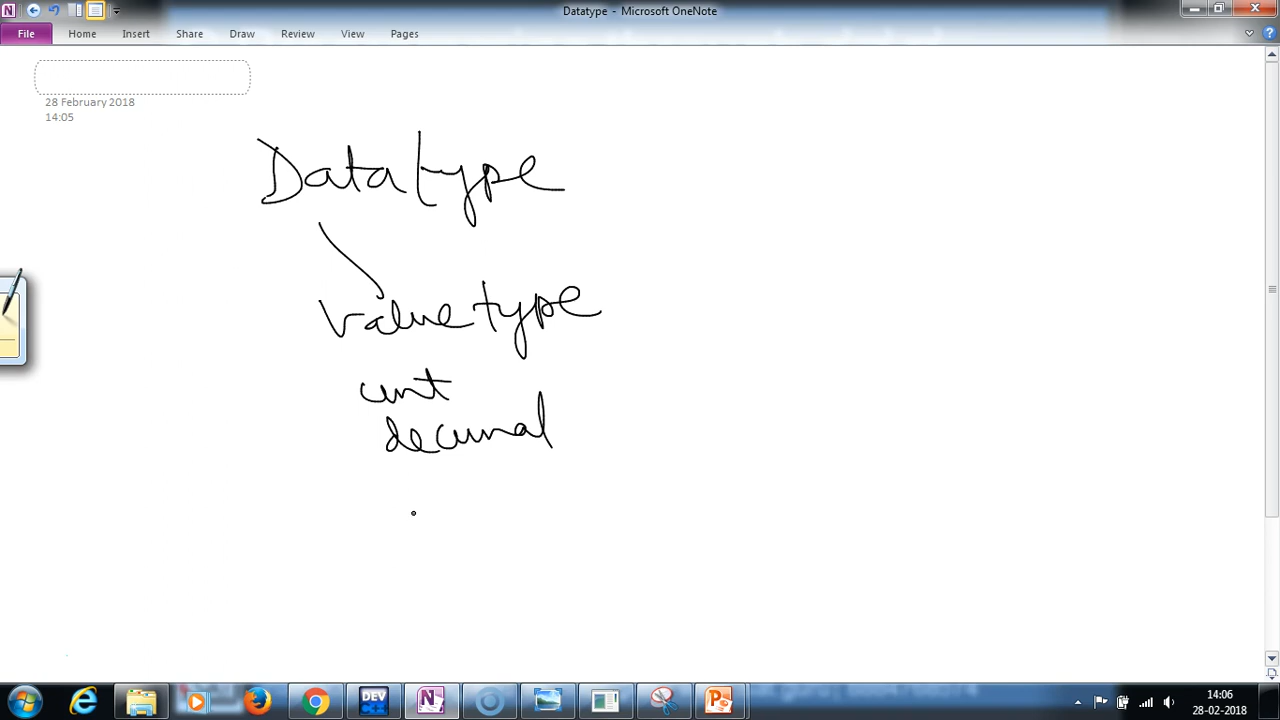 Datatype - Microsoft OneNote
File Home Insert Share Draw Review View Pages
28 February 2018
14:05
Datatype
Value type
int
decimal
DEV
14:06
28-02-2018